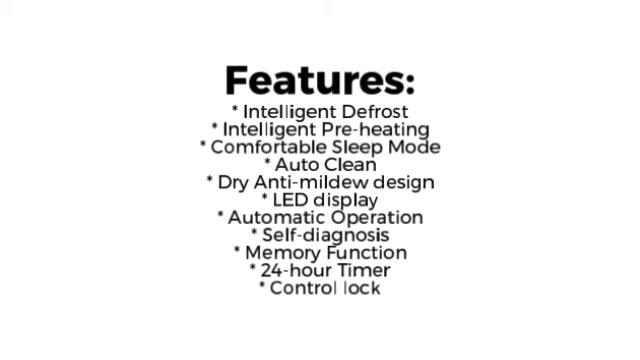 Features:
* Intelligent Defrost
* Intelligent Pre-heating
* Comfortable Sleep Mode
* Auto Clean
* Dry Anti-mildew design
* LED display
* Automatic Operation
* Self-diagnosis
* Memory Function
* 24-hour Timer
* Control lock